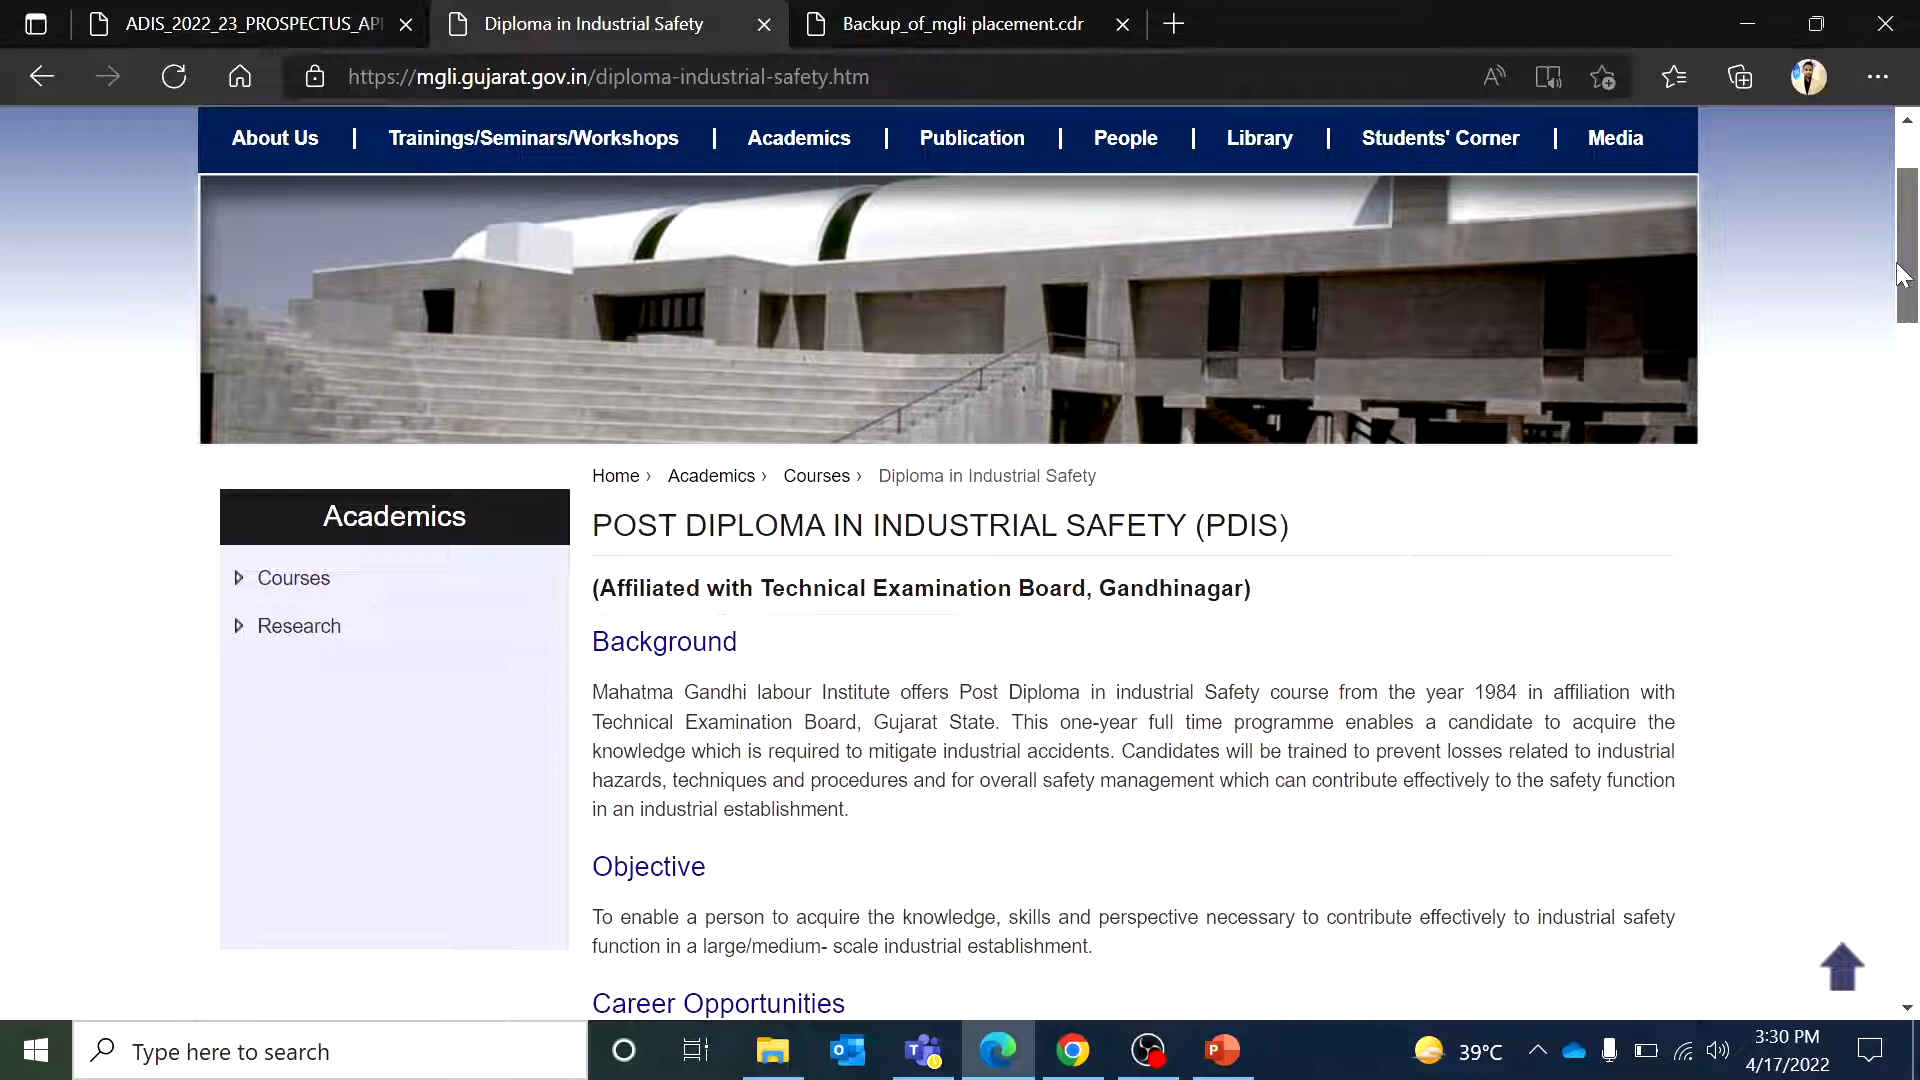 ADIS_2022_23_PROSPECTUS_API
Diploma in Industrial Safety
Backup_of_mgli placement.cdr
https://mgli.gujarat.gov.in/diploma-industrial-safety.htm
About Us | Trainings/Seminars/Workshops | Academics | Publication | People | Library | Students' Corner | Media
Home › Academics › Courses › Diploma in Industrial Safety
Academics
Courses
Research
POST DIPLOMA IN INDUSTRIAL SAFETY (PDIS)
(Affiliated with Technical Examination Board, Gandhinagar)
Background
Mahatma Gandhi labour Institute offers Post Diploma in industrial Safety course from the year 1984 in affiliation with
Technical Examination Board, Gujarat State. This one-year full time programme enables a candidate to acquire the
knowledge which is required to mitigate industrial accidents. Candidates will be trained to prevent losses related to industrial
hazards, techniques and procedures and for overall safety management which can contribute effectively to the safety function
in an industrial establishment.
Objective
To enable a person to acquire the knowledge, skills and perspective necessary to contribute effectively to industrial safety
function in a large/medium- scale industrial establishment.
Career Opportunities
Type here to search
39°C
3:30 PM
4/17/2022